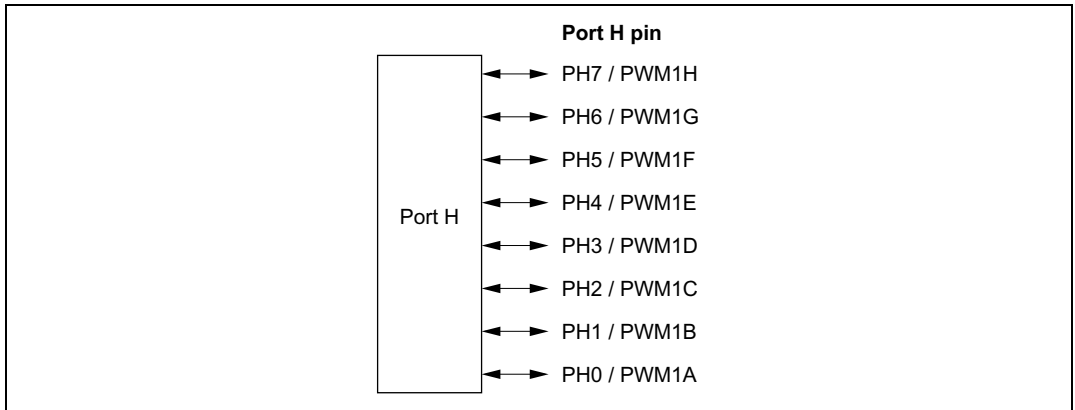 Port H pin
PH7 / PWM1H
PH6 / PWM1G
PH5 / PWM1F
PH4 / PWM1E
Port H
PH3 / PWM1D
PH2 / PWM1C
PH1 / PWM1B
PH0 / PWM1A